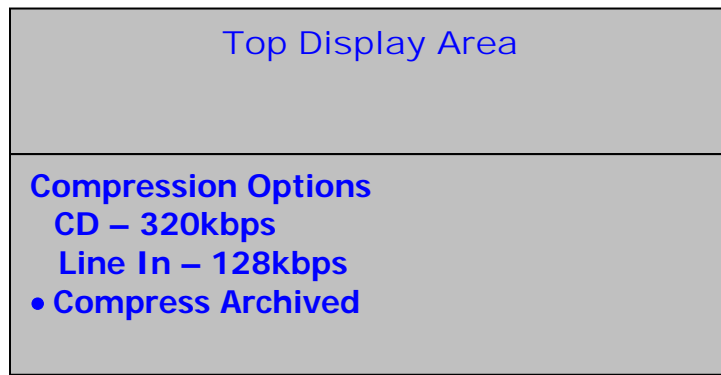 Top Display Area
Compression Options
CD – 320kbps
Line In – 128kbps
• Compress Archived